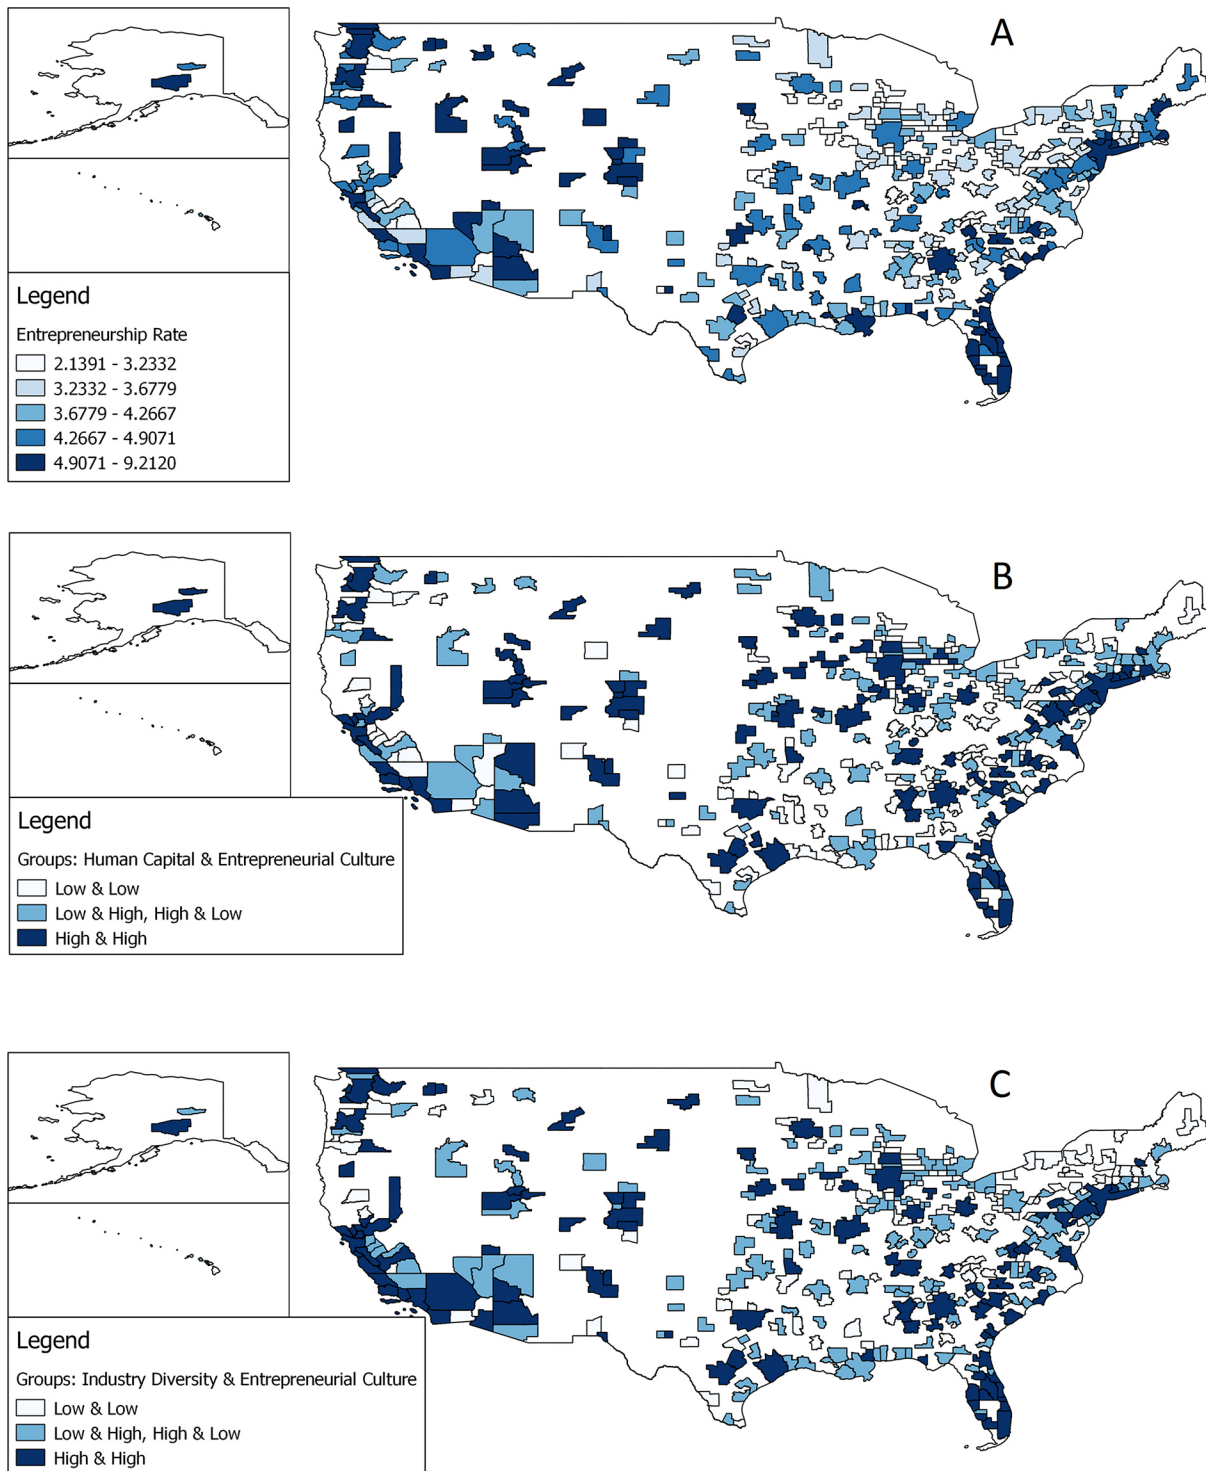 A
Legend
Entrepreneurship Rate
2.1391 - 3.2332
3.2332 - 3.6779
3.6779 - 4.2667
4.2667 - 4.9071
4.9071 - 9.2120
B
Legend
Groups: Human Capital & Entrepreneurial Culture
Low & Low
Low & High, High & Low
High & High
C
Legend
Groups: Industry Diversity & Entrepreneurial Culture
Low & Low
Low & High, High & Low
High & High